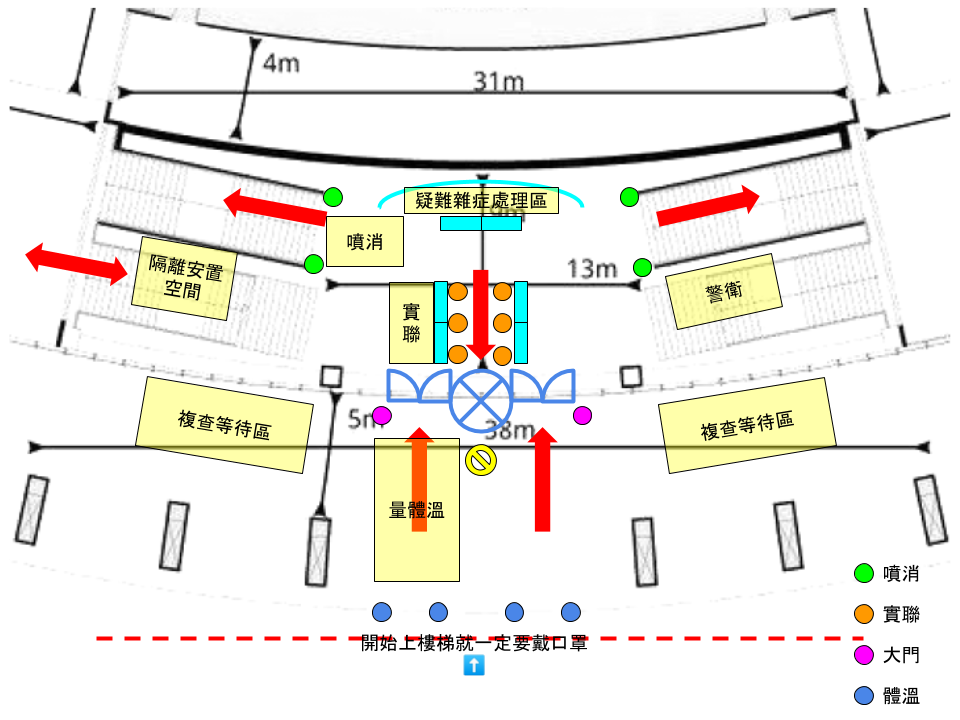 4m
31m
疑難雜症處理區
9m
噴消
隔離安置
空間
13m
警衛
實
聯
5m
38m
複查等待區
複查等待區
量體溫
開始上樓梯就一定要戴口罩
噴消
實聯
大門
體溫